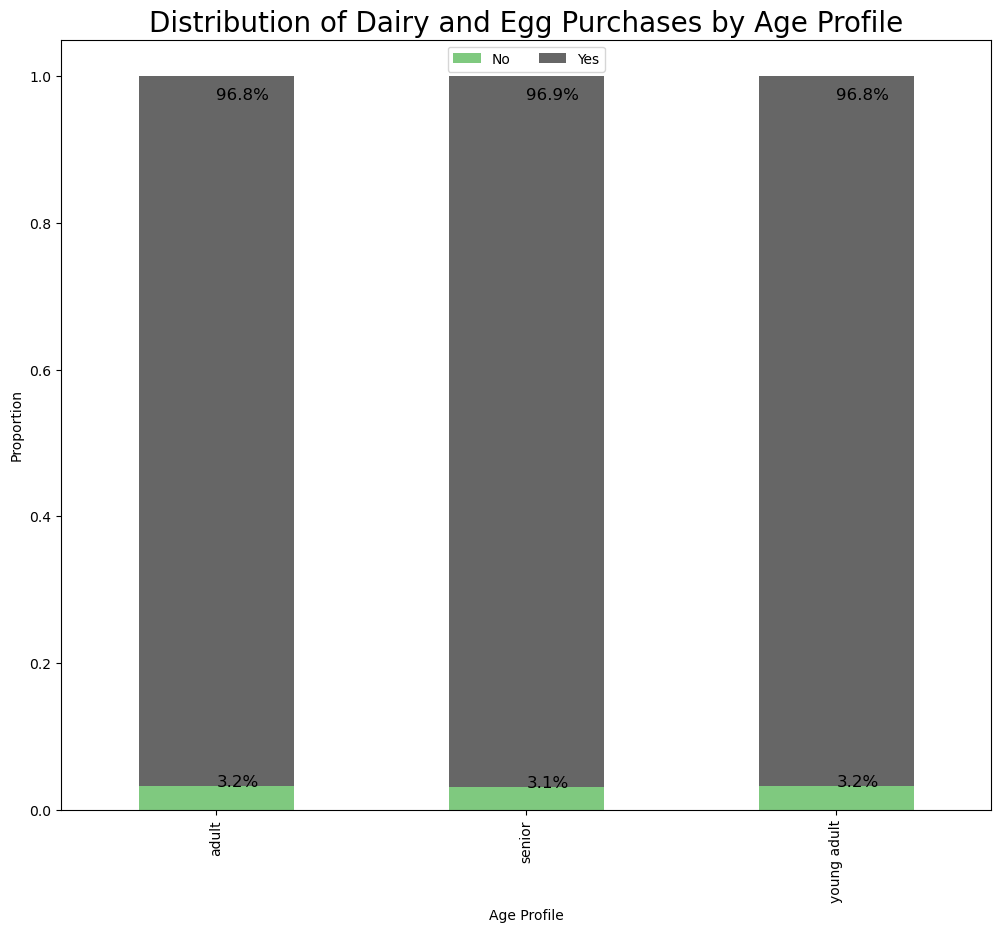 Distribution of Dairy and Egg Purchases by Age Profile
No Yes
1.0
0.8
0.6
0.4
0.2
0.0
Proportion
96.8% 96.9% 96.8%
3.2% 3.1% 3.2%
adult senior young adult
Age Profile